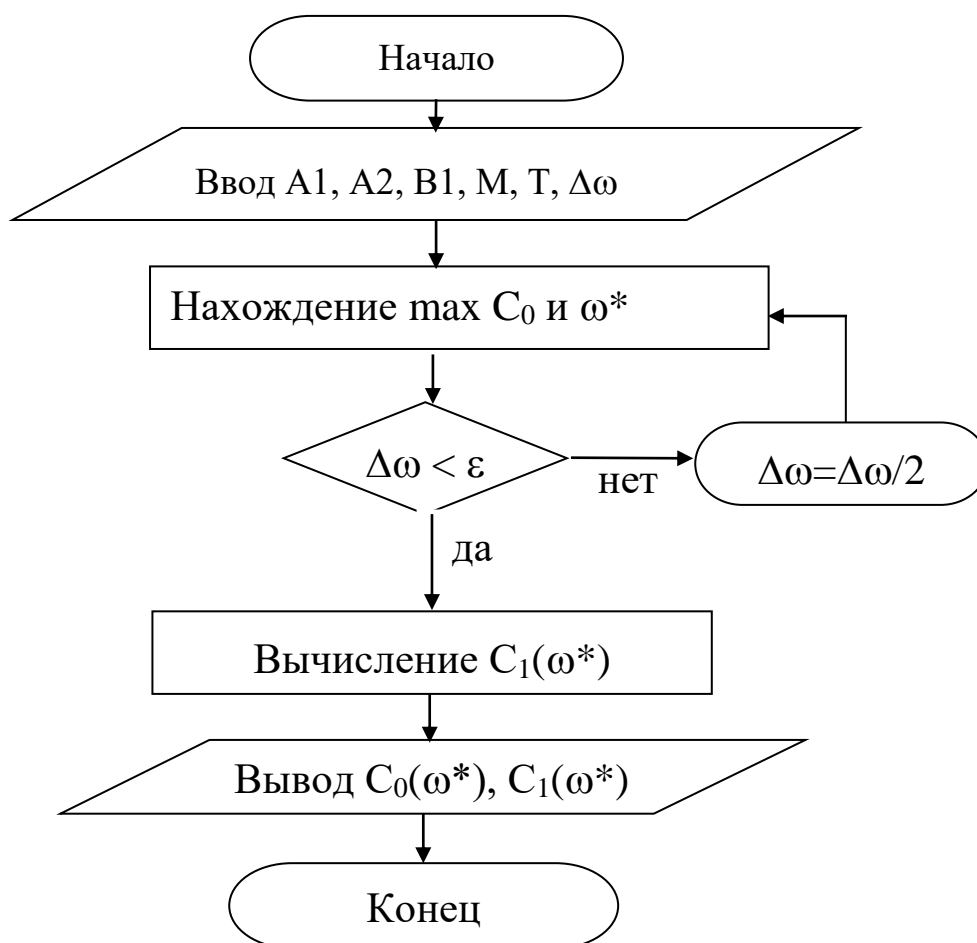 Начало
Ввод A1, A2, B1, M, T, Δω
Нахождение max C₀ и ω*
Δω < ε
нет
Δω=Δω/2
да
Вычисление C₁(ω*)
Вывод C₀(ω*), C₁(ω*)
Конец